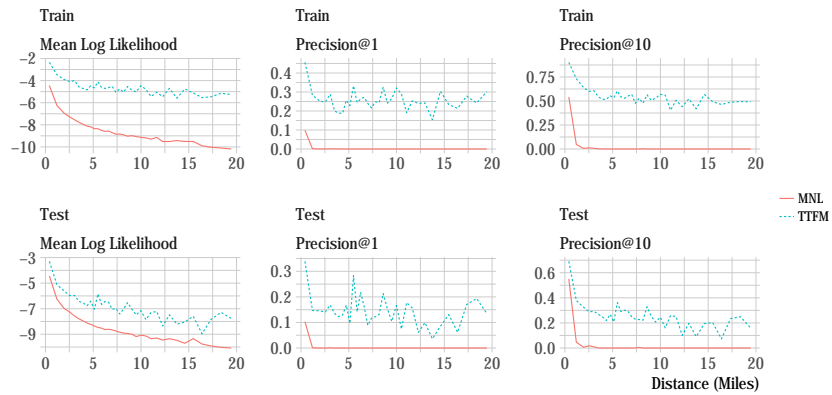 Train Train Train
Mean Log Likelihood Precision@1 Precision@10
−2
−4
−6
−8
−10
0 5 10 15 20
0.4
0.3
0.2
0.1
0.0
0 5 10 15 20
0.75
0.50
0.25
0.00
0 5 10 15 20
Test Test Test
Mean Log Likelihood Precision@1 Precision@10
−3
−5
−7
−9
0 5 10 15 20
0.3
0.2
0.1
0.0
0 5 10 15 20
0.6
0.4
0.2
0.0
0 5 10 15 20
Distance (Miles)
MNL
TTFM